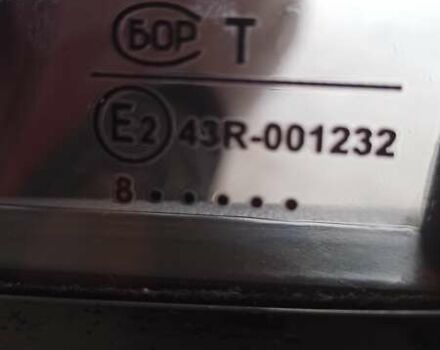 БОР T
E2 43R-001232
8 . . . . .